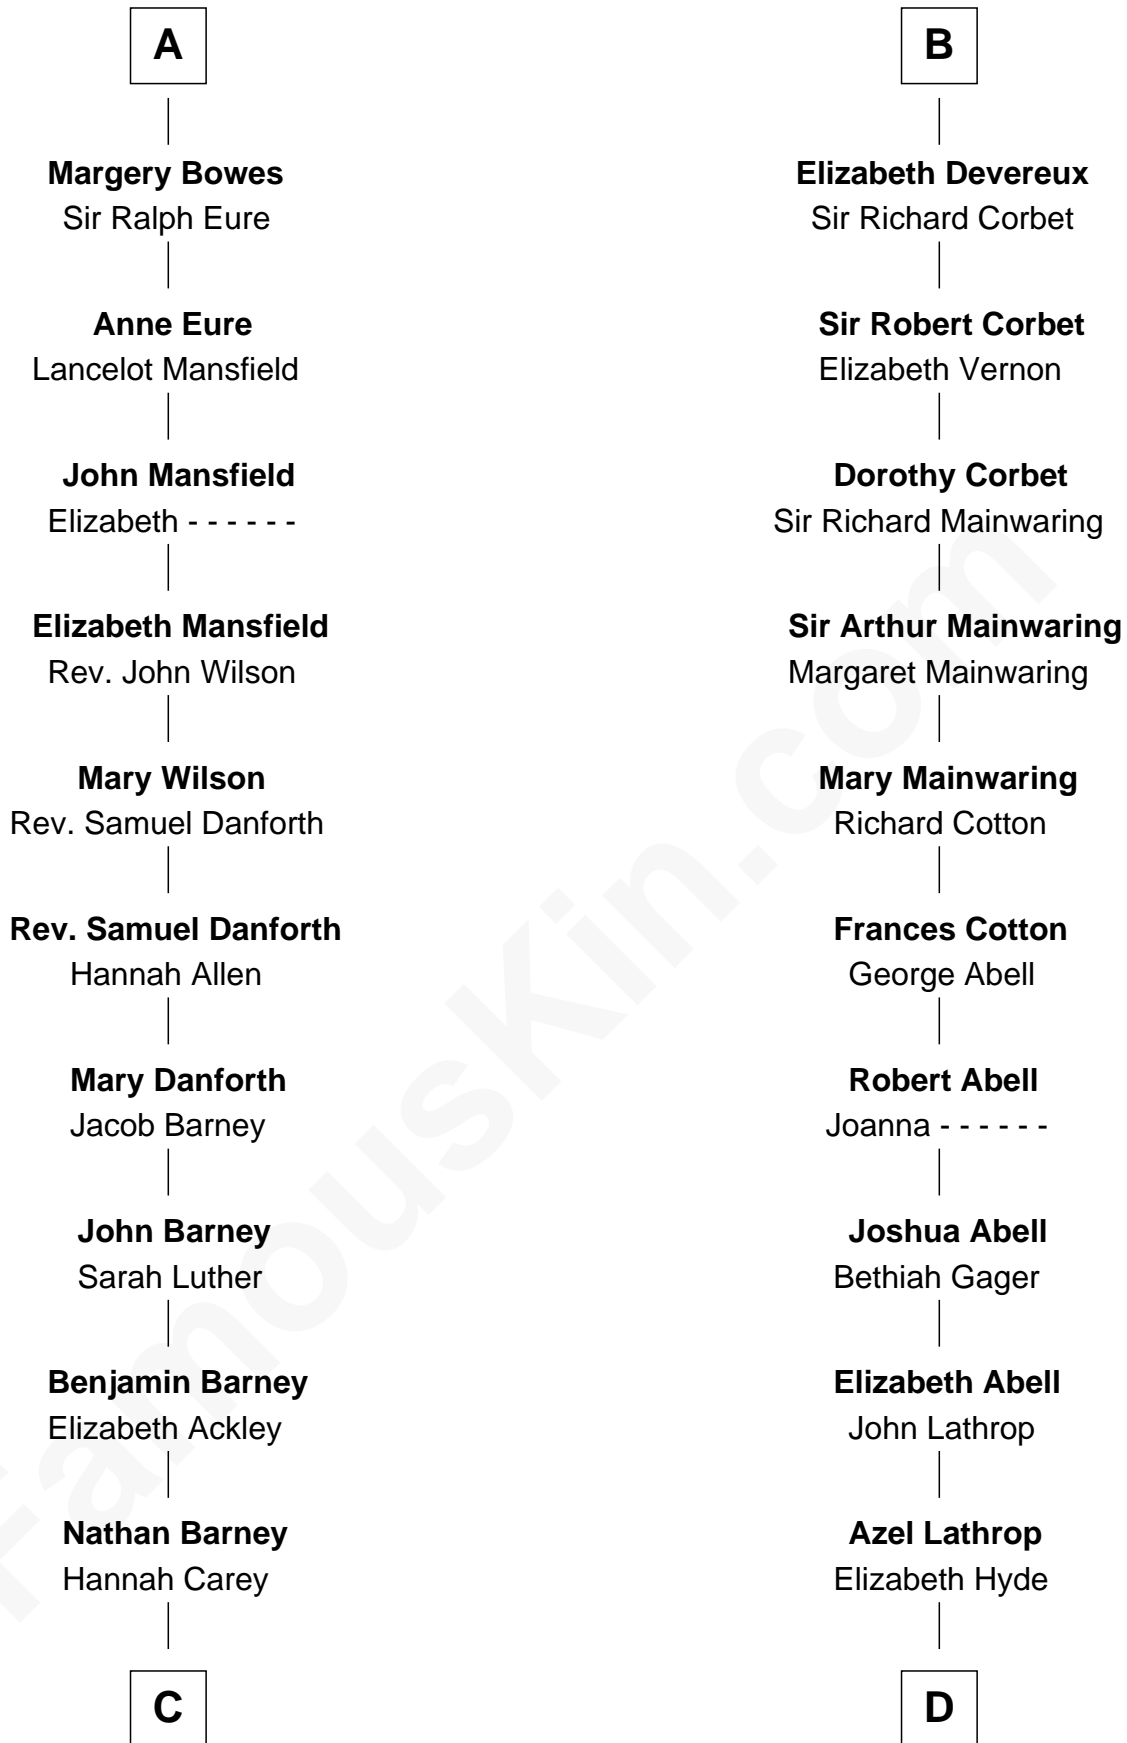 A
Margery Bowes
Sir Ralph Eure
Anne Eure
Lancelot Mansfield
John Mansfield
Elizabeth - - - - - -
Elizabeth Mansfield
Rev. John Wilson
Mary Wilson
Rev. Samuel Danforth
Rev. Samuel Danforth
Hannah Allen
Mary Danforth
Jacob Barney
John Barney
Sarah Luther
Benjamin Barney
Elizabeth Ackley
Nathan Barney
Hannah Carey
C
B
Elizabeth Devereux
Sir Richard Corbet
Sir Robert Corbet
Elizabeth Vernon
Dorothy Corbet
Sir Richard Mainwaring
Sir Arthur Mainwaring
Margaret Mainwaring
Mary Mainwaring
Richard Cotton
Frances Cotton
George Abell
Robert Abell
Joanna - - - - - -
Joshua Abell
Bethiah Gager
Elizabeth Abell
John Lathrop
Azel Lathrop
Elizabeth Hyde
D
FamousKin.com